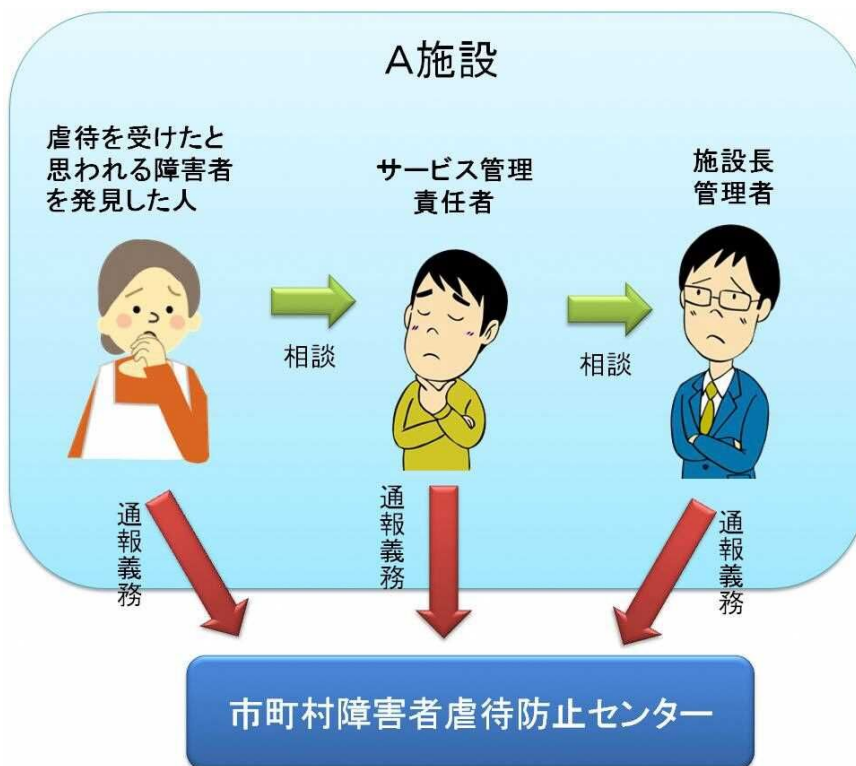 A施設
虐待を受けたと
思われる障害者
を発見した人
サービス管理
責任者
施設長
管理者
相談
相談
通報義務
通報義務
通報義務
市町村障害者虐待防止センター